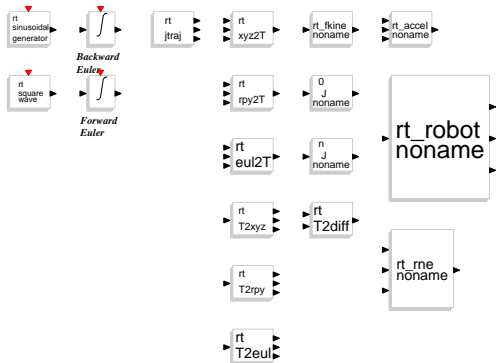 rt
sinusoidal
generator
Backward
Euler
rt
jtraj
rt
xyz2T
rt_fkine
noname
rt_accel
noname
rt
square
wave
Forward
Euler
rt
rpy2T
0
J
noname
rt_robot
noname
rt
eul2T
n
J
noname
rt
T2xyz
rt
T2diff
rt_rne
noname
rt
T2rpy
rt
T2eul